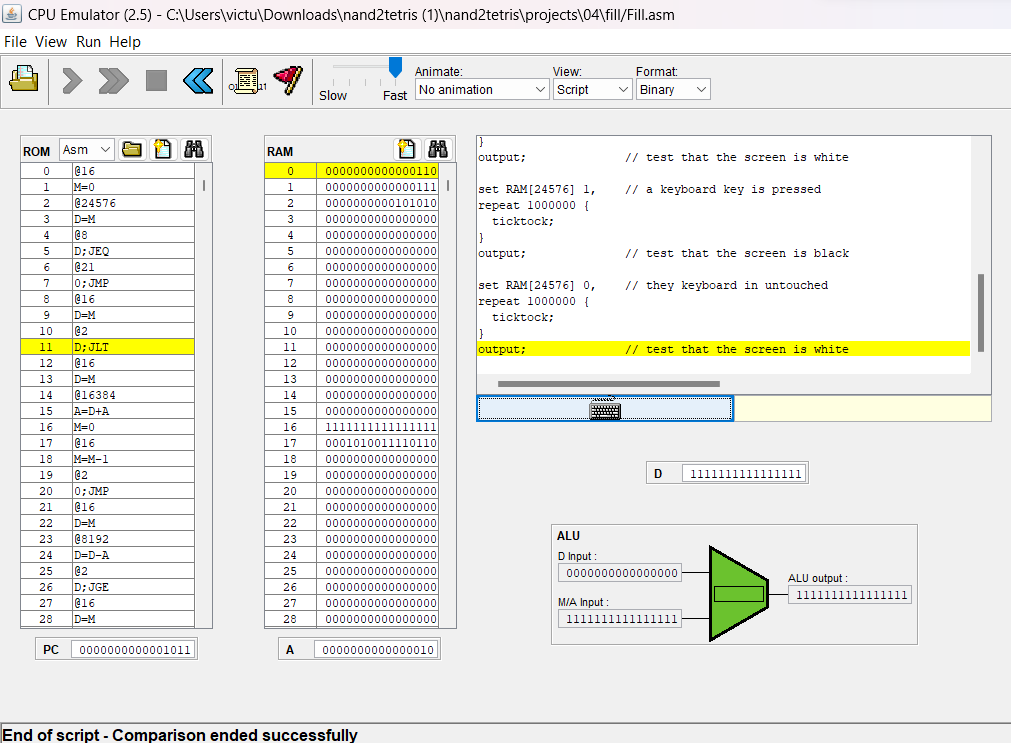 CPU Emulator (2.5) - C:\Users\victu\Downloads\nand2tetris (1)\nand2tetris\projects\04\fill/Fill.asm
File View Run Help
Slow Fast
Animate: View: Format:
No animation Script Binary
ROM Asm
0 @16
1 M=0
2 @24576
3 D=M
4 @8
5 D;JEQ
6 @21
7 0;JMP
8 @16
9 D=M
10 @2
11 D;JLT
12 @16
13 D=M
14 @16384
15 A=D+A
16 M=0
17 @16
18 M=M-1
19 @2
20 0;JMP
21 @16
22 D=M
23 @8192
24 D=D-A
25 @2
26 D;JGE
27 @16
28 D=M
PC 0000000000001011
RAM
0 0000000000000110
1 0000000000000111
2 0000000000101010
3 0000000000000000
4 0000000000000000
5 0000000000000000
6 0000000000000000
7 0000000000000000
8 0000000000000000
9 0000000000000000
10 0000000000000000
11 0000000000000000
12 0000000000000000
13 0000000000000000
14 0000000000000000
15 0000000000000000
16 1111111111111111
17 0001010011110110
18 0000000000000000
19 0000000000000000
20 0000000000000000
21 0000000000000000
22 0000000000000000
23 0000000000000000
24 0000000000000000
25 0000000000000000
26 0000000000000000
27 0000000000000000
28 0000000000000000
A 0000000000000010
}
output; // test that the screen is white
set RAM[24576] 1, // a keyboard key is pressed
repeat 1000000 {
ticktock;
}
output; // test that the screen is black
set RAM[24576] 0, // they keyboard in untouched
repeat 1000000 {
ticktock;
}
output; // test that the screen is white
D 1111111111111111
ALU
D Input :
0000000000000000
M/A Input :
1111111111111111
ALU output :
1111111111111111
End of script - Comparison ended successfully